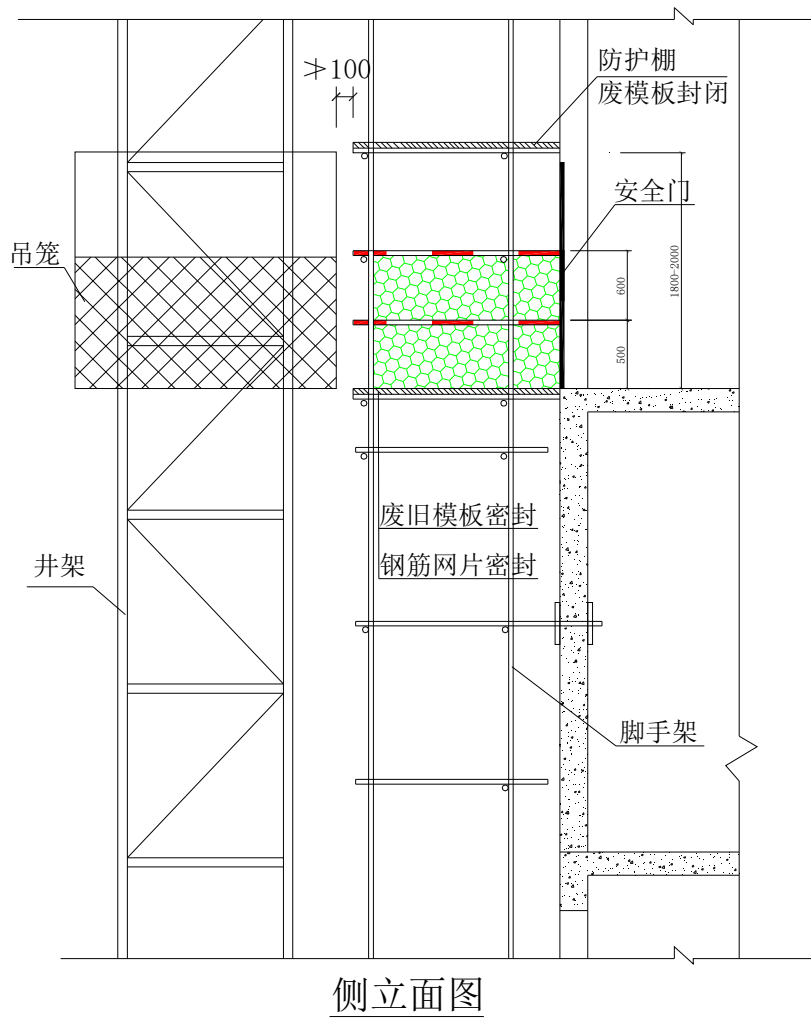 ≯100
防护棚
废模板封闭
安全门
吊笼
600
1800-2000
500
废旧模板密封
钢筋网片密封
井架
脚手架
侧立面图